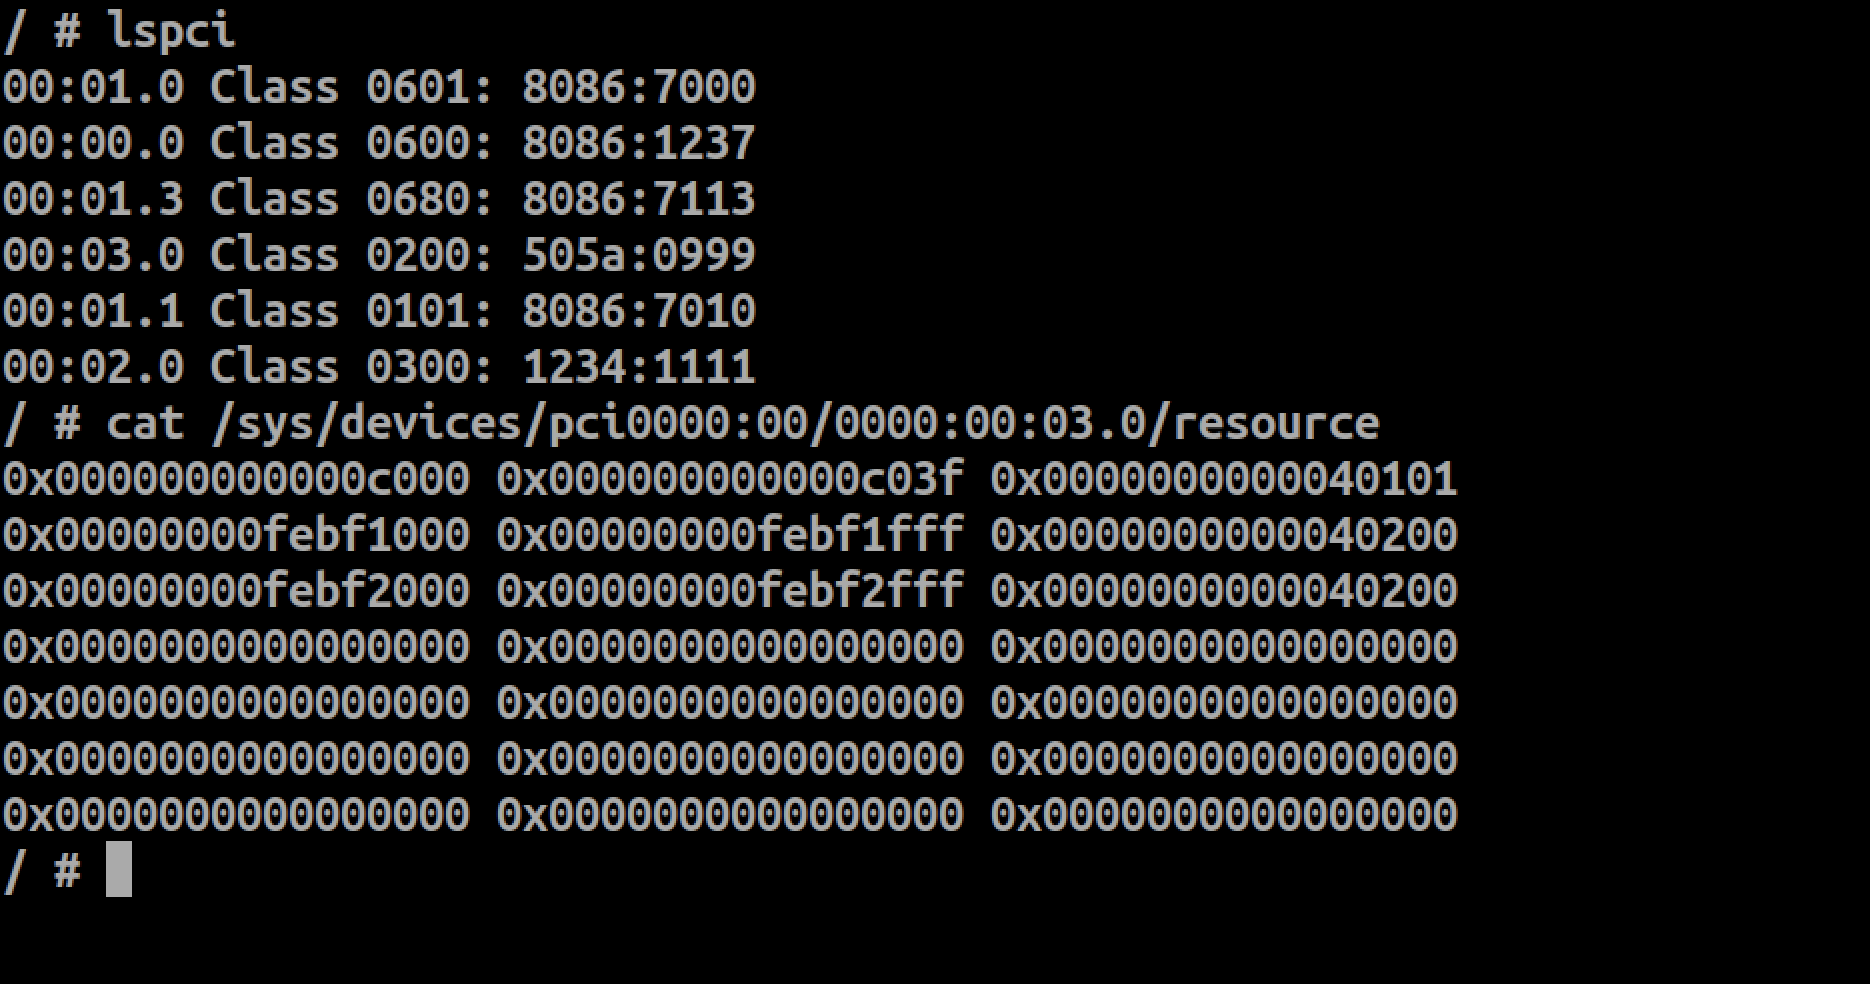 / # lspci
00:01.0 Class 0601: 8086:7000
00:00.0 Class 0600: 8086:1237
00:01.3 Class 0680: 8086:7113
00:03.0 Class 0200: 505a:0999
00:01.1 Class 0101: 8086:7010
00:02.0 Class 0300: 1234:1111
/ # cat /sys/devices/pci0000:00/0000:00:03.0/resource
0x000000000000c000 0x000000000000c03f 0x0000000000040101
0x00000000febf1000 0x00000000febf1fff 0x0000000000040200
0x00000000febf2000 0x00000000febf2fff 0x0000000000040200
0x0000000000000000 0x0000000000000000 0x0000000000000000
0x0000000000000000 0x0000000000000000 0x0000000000000000
0x0000000000000000 0x0000000000000000 0x0000000000000000
0x0000000000000000 0x0000000000000000 0x0000000000000000
/ #